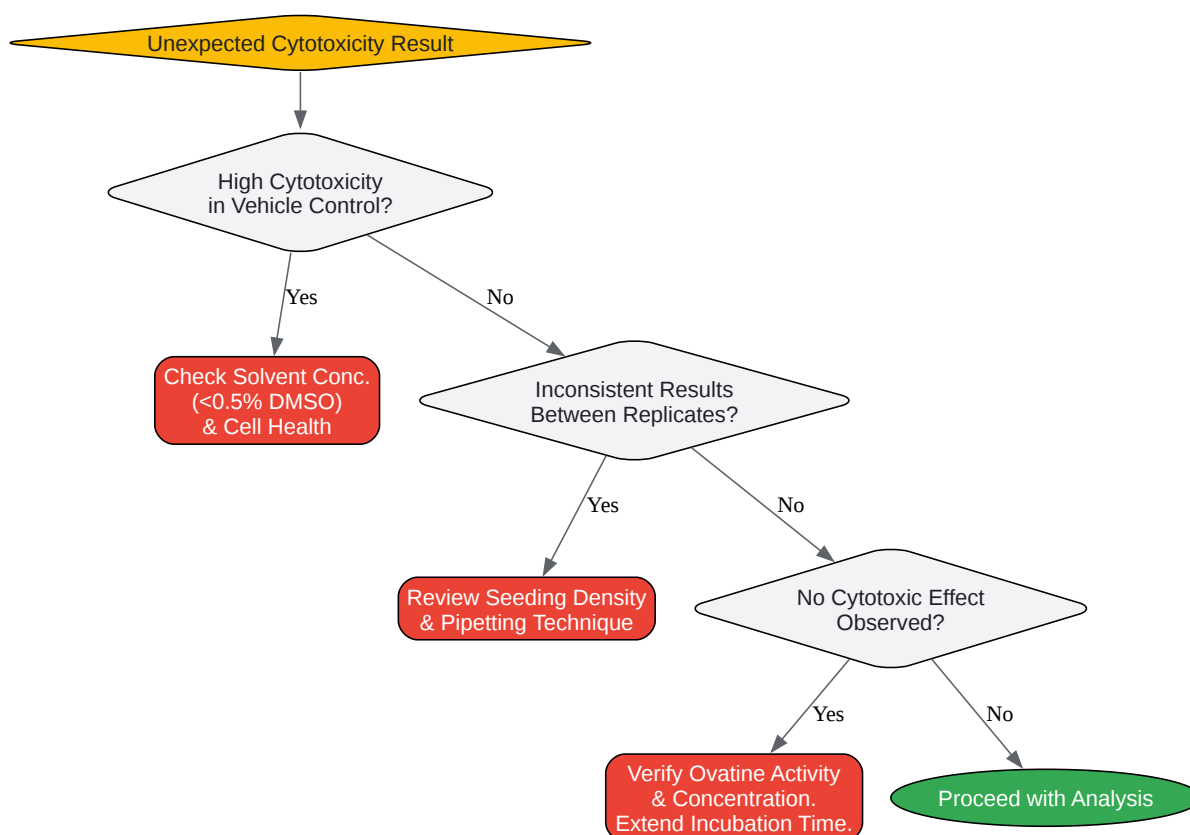 Unexpected Cytotoxicity Result
High Cytotoxicity
in Vehicle Control?
Yes
No
Check Solvent Conc.
(<0.5% DMSO)
& Cell Health
Inconsistent Results
Between Replicates?
Yes
No
Review Seeding Density
& Pipetting Technique
No Cytotoxic Effect
Observed?
Yes
No
Verify Ovatine Activity
& Concentration.
Extend Incubation Time.
Proceed with Analysis